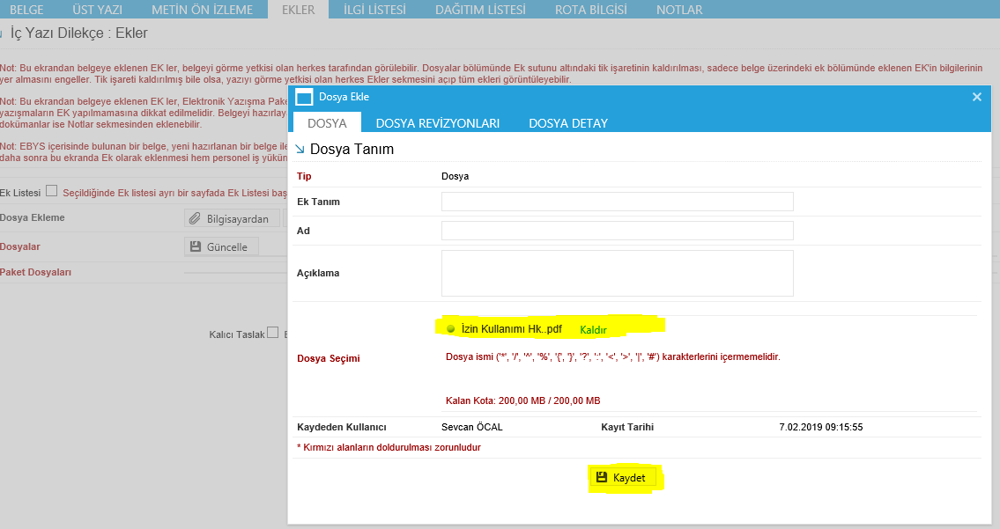 BELGE ÜST YAZI METİN ÖN İZLEME EKLER İLGİ LİSTESİ DAĞITIM LİSTESİ ROTA BİLGİSİ NOTLAR
İç Yazı Dilekçe : Ekler
Not: Bu ekrandan belgeye eklenen EK ler, belgeyi görme yetkisi olan herkes tarafından görülebilir. Dosyalar bölümünde Ek sutunu altındaki tik işaretinin kaldırılması, sadece belge üzerindeki ek bölümünde eklenen EK'in bilgilerinin
yer almasını engeller. Tik işareti kaldırılmış bile olsa, yazıyı görme yetkisi olan herkes Ekler sekmesini açıp tüm ekleri görüntüleyebilir.
Not: Bu ekrandan belgeye eklenen EK ler, Elektronik Yazışma Pake
yazışmaların EK yapılmamasına dikkat edilmelidir. Belgeyi hazırlay
dokümanlar ise Notlar sekmesinden eklenebilir.
Not: EBYS içerisinde bulunan bir belge, yeni hazırlanan bir belge ile
daha sonra bu ekranda Ek olarak eklenmesi hem personel iş yükün
Ek Listesi Seçildiğinde Ek listesi ayrı bir sayfada Ek Listesi baş
Dosya Ekleme Bilgisayardan
Dosyalar Güncelle
Paket Dosyaları
Kalıcı Taslak
Dosya Ekle
DOSYA DOSYA REVİZYONLARI DOSYA DETAY
Dosya Tanım
Tip Dosya
Ek Tanım
Ad
Açıklama
İzin Kullanımı Hk..pdf Kaldır
Dosya Seçimi Dosya ismi ('*', '/', '^', '%', '{', '}', '?', ':', '<', '>', '|', '#') karakterlerini içermemelidir.
Kalan Kota: 200,00 MB / 200,00 MB
Kaydeden Kullanıcı Sevcan ÖCAL Kayıt Tarihi 7.02.2019 09:15:55
* Kırmızı alanların doldurulması zorunludur
Kaydet